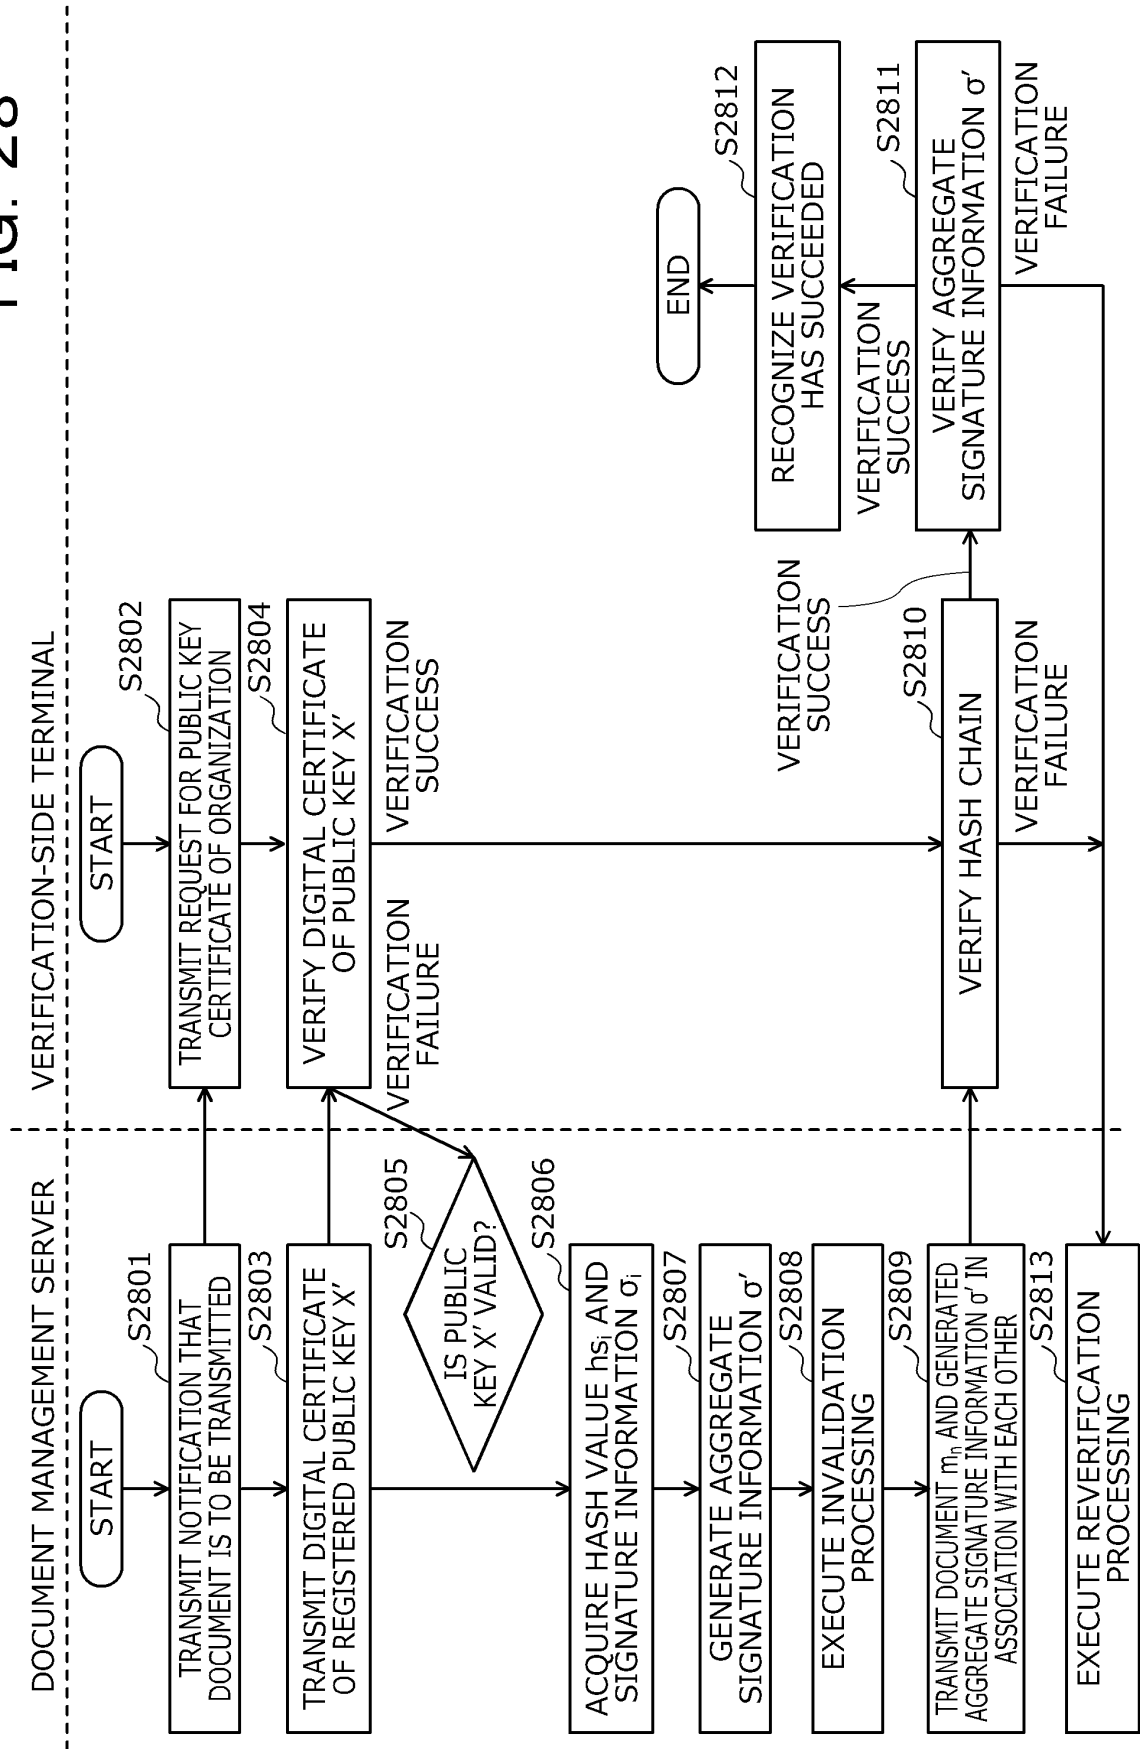 FIG. 28
DOCUMENT MANAGEMENT SERVER
VERIFICATION-SIDE TERMINAL
START
S2801
TRANSMIT NOTIFICATION THAT
DOCUMENT IS TO BE TRANSMITTED
S2803
TRANSMIT DIGITAL CERTIFICATE
OF REGISTERED PUBLIC KEY X'
S2805
IS PUBLIC
KEY X' VALID?
S2806
ACQUIRE HASH VALUE hsᵢ AND
SIGNATURE INFORMATION σᵢ
S2807
GENERATE AGGREGATE
SIGNATURE INFORMATION σ'
S2808
EXECUTE INVALIDATION
PROCESSING
S2809
TRANSMIT DOCUMENT mₙ AND GENERATED
AGGREGATE SIGNATURE INFORMATION σ' IN
ASSOCIATION WITH EACH OTHER
S2813
EXECUTE REVERIFICATION
PROCESSING
START
S2802
TRANSMIT REQUEST FOR PUBLIC KEY
CERTIFICATE OF ORGANIZATION
S2804
VERIFY DIGITAL CERTIFICATE
OF PUBLIC KEY X'
VERIFICATION
FAILURE
VERIFICATION
SUCCESS
S2810
VERIFY HASH CHAIN
VERIFICATION
FAILURE
VERIFICATION
SUCCESS
END
S2812
RECOGNIZE VERIFICATION
HAS SUCCEEDED
VERIFICATION
SUCCESS
S2811
VERIFY AGGREGATE
SIGNATURE INFORMATION σ'
VERIFICATION
FAILURE